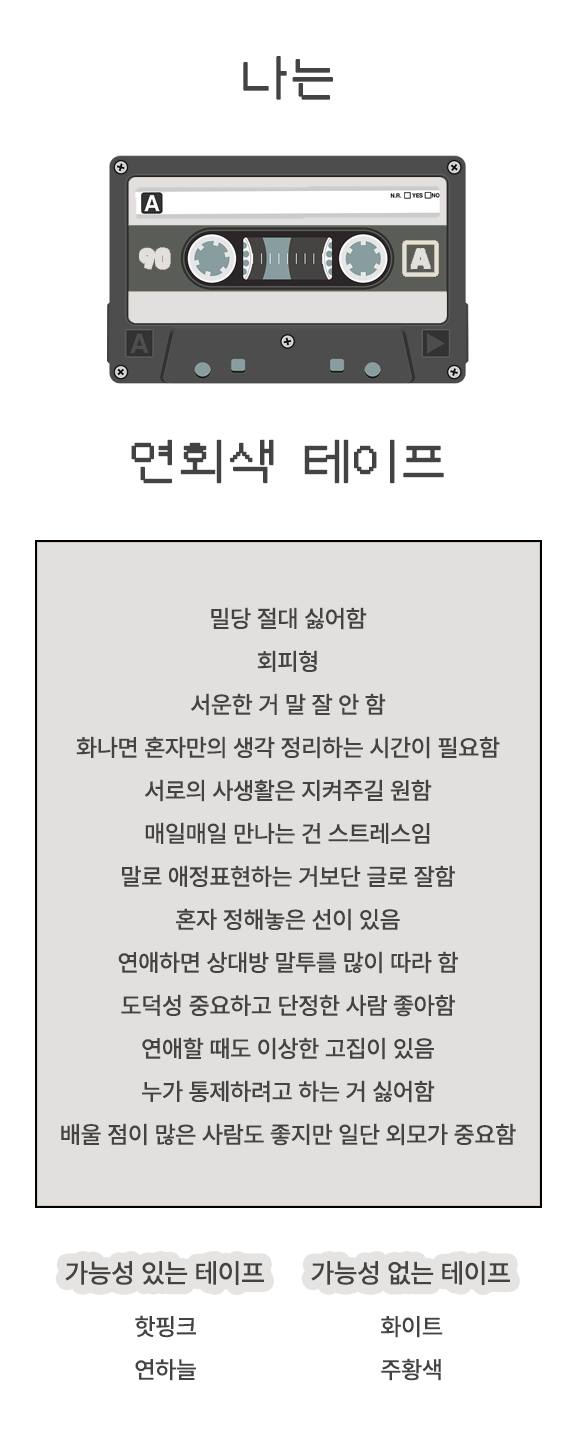 나는
A
N.R. YES NO
90
A
A
연회색 테이프
밀당 절대 싫어함
회피형
서운한 거 말 잘 안 함
화나면 혼자만의 생각 정리하는 시간이 필요함
서로의 사생활은 지켜주길 원함
매일매일 만나는 건 스트레스임
말로 애정표현하는 거보단 글로 잘함
혼자 정해놓은 선이 있음
연애하면 상대방 말투를 많이 따라 함
도덕성 중요하고 단정한 사람 좋아함
연애할 때도 이상한 고집이 있음
누가 통제하려고 하는 거 싫어함
배울 점이 많은 사람도 좋지만 일단 외모가 중요함
가능성 있는 테이프
핫핑크
연하늘
가능성 없는 테이프
화이트
주황색